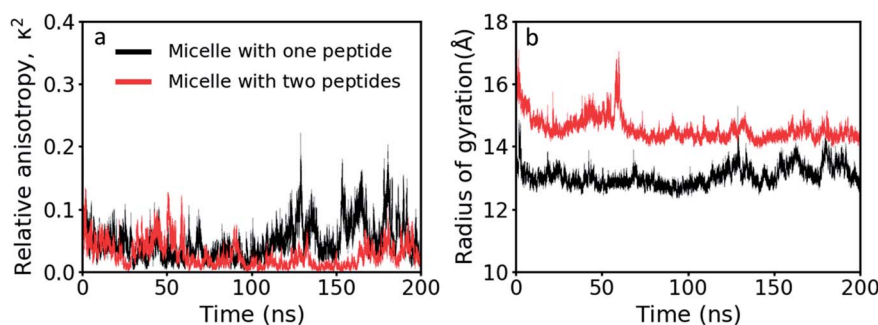 a
Relative anisotropy, κ²
0.4
0.3
0.2
0.1
0.0
Micelle with one peptide
Micelle with two peptides
0 50 100 150 200
Time (ns)
b
Radius of gyration(Å)
18
16
14
12
10
0 50 100 150 200
Time (ns)